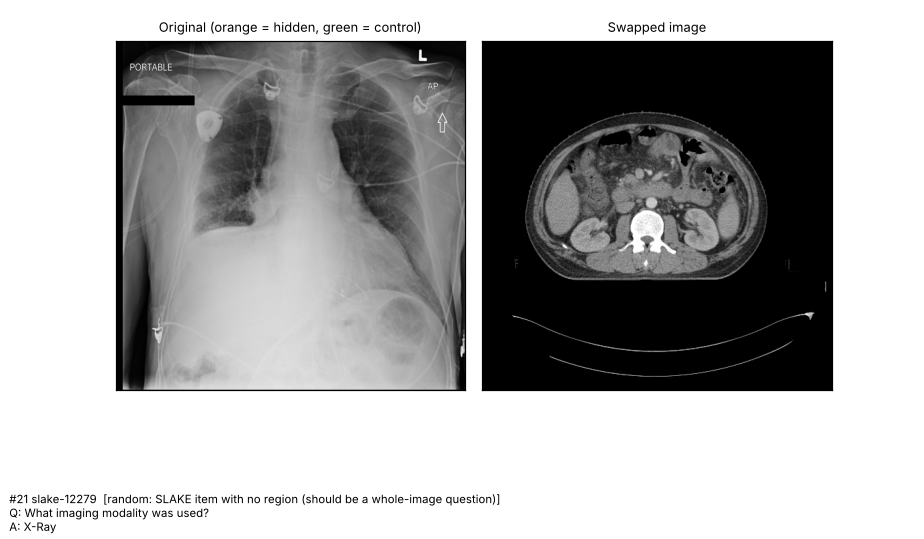 Original (orange = hidden, green = control)
Swapped image
L
PORTABLE
AP
#21 slake-12279 [random: SLAKE item with no region (should be a whole-image question)]
Q: What imaging modality was used?
A: X-Ray